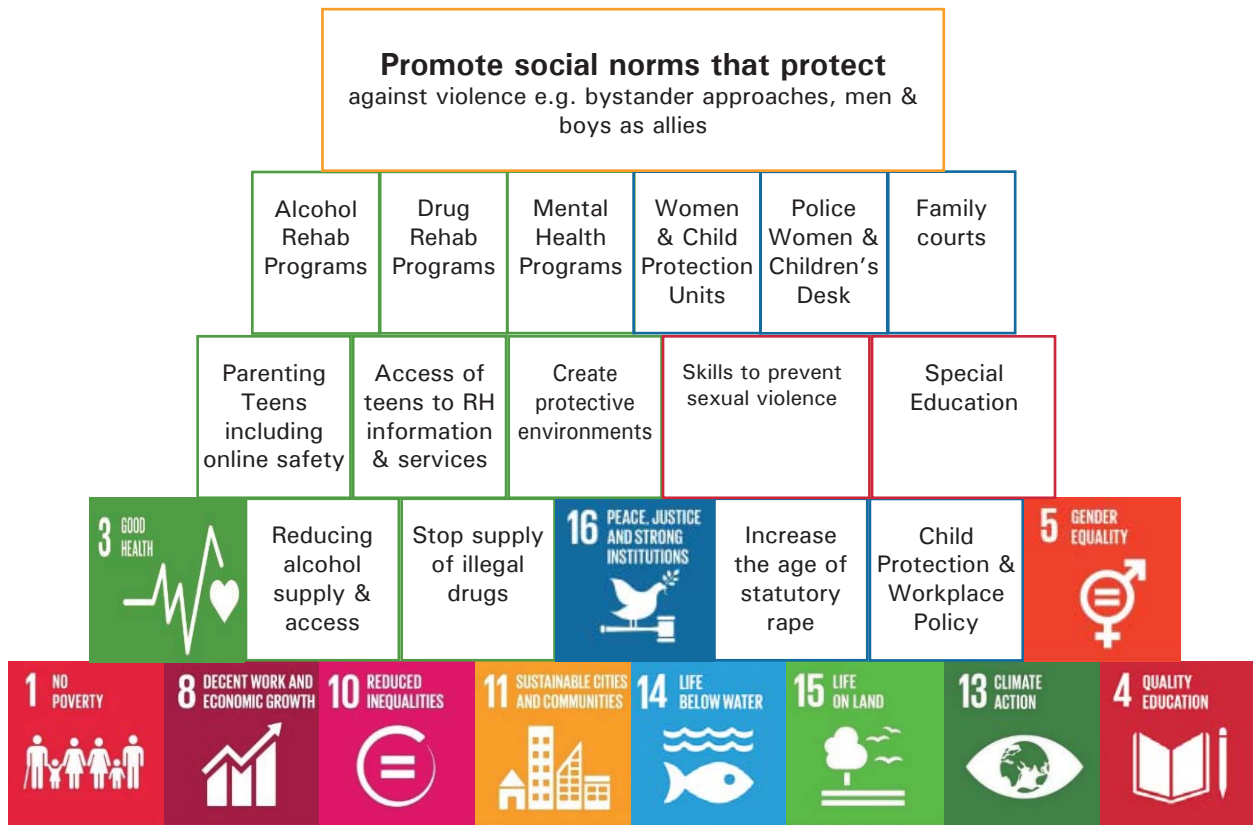 Promote social norms that protect
against violence e.g. bystander approaches, men &
boys as allies
Alcohol
Rehab
Programs
Drug
Rehab
Programs
Mental
Health
Programs
Women
& Child
Protection
Units
Police
Women &
Children’s
Desk
Family
courts
Parenting
Teens
including
online safety
Access of
teens to RH
information
& services
Create
protective
environments
Skills to prevent
sexual violence
Special
Education
3 GOOD
HEALTH
Reducing
alcohol
supply &
access
Stop supply
of illegal
drugs
16 PEACE, JUSTICE
AND STRONG
INSTITUTIONS
Increase
the age of
statutory
rape
Child
Protection &
Workplace
Policy
5 GENDER
EQUALITY
1 NO
POVERTY
8 DECENT WORK AND
ECONOMIC GROWTH
10 REDUCED
INEQUALITIES
11 SUSTAINABLE CITIES
AND COMMUNITIES
14 LIFE
BELOW WATER
15 LIFE
ON LAND
13 CLIMATE
ACTION
4 QUALITY
EDUCATION